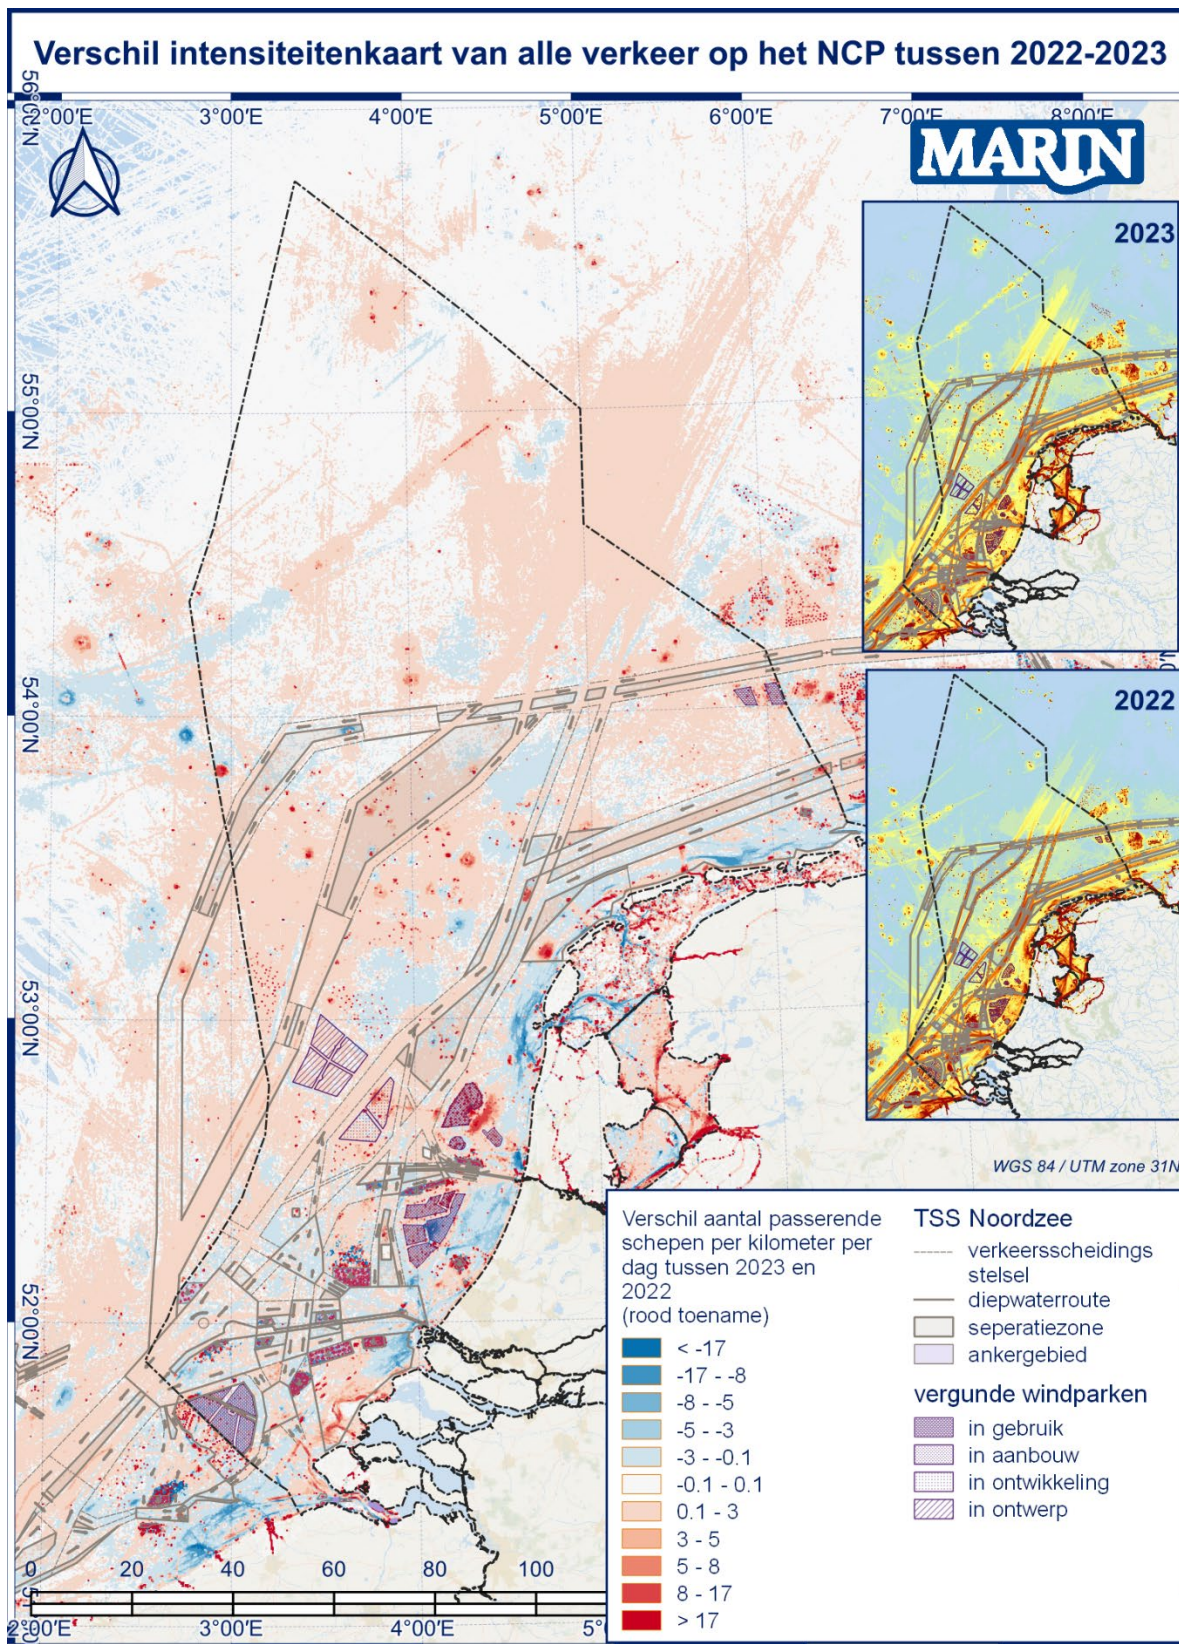 Verschil intensiteitenkaart van alle verkeer op het NCP tussen 2022-2023
2°00'E 3°00'E 4°00'E 5°00'E 6°00'E 7°00'E 8°00'E
56°0'N
MARIN
2023
55°00'N
54°00'N
2022
53°00'N
WGS 84 / UTM zone 31N
52°00'N
Verschil aantal passerende
schepen per kilometer per
dag tussen 2023 en
2022
(rood toename)
< -17
-17 - -8
-8 - -5
-5 - -3
-3 - -0.1
-0.1 - 0.1
0.1 - 3
3 - 5
5 - 8
8 - 17
> 17
TSS Noordzee
verkeersscheidings
stelsel
diepwaterroute
seperatiezone
ankergebied
vergunde windparken
in gebruik
in aanbouw
in ontwikkeling
in ontwerp
0 20 40 60 80 100
2°00'E 3°00'E 4°00'E